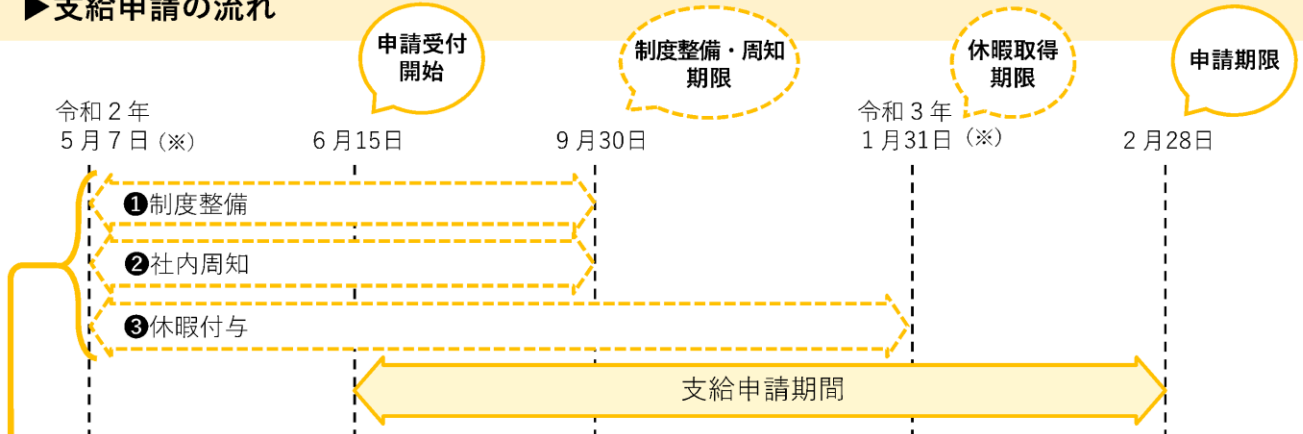 ▶支給申請の流れ
申請受付
開始
制度整備・周知
期限
休暇取得
期限
申請期限
令和2年
5月7日(※)
6月15日
9月30日
令和3年
1月31日(※)
2月28日
❶制度整備
❷社内周知
❸休暇付与
支給申請期間